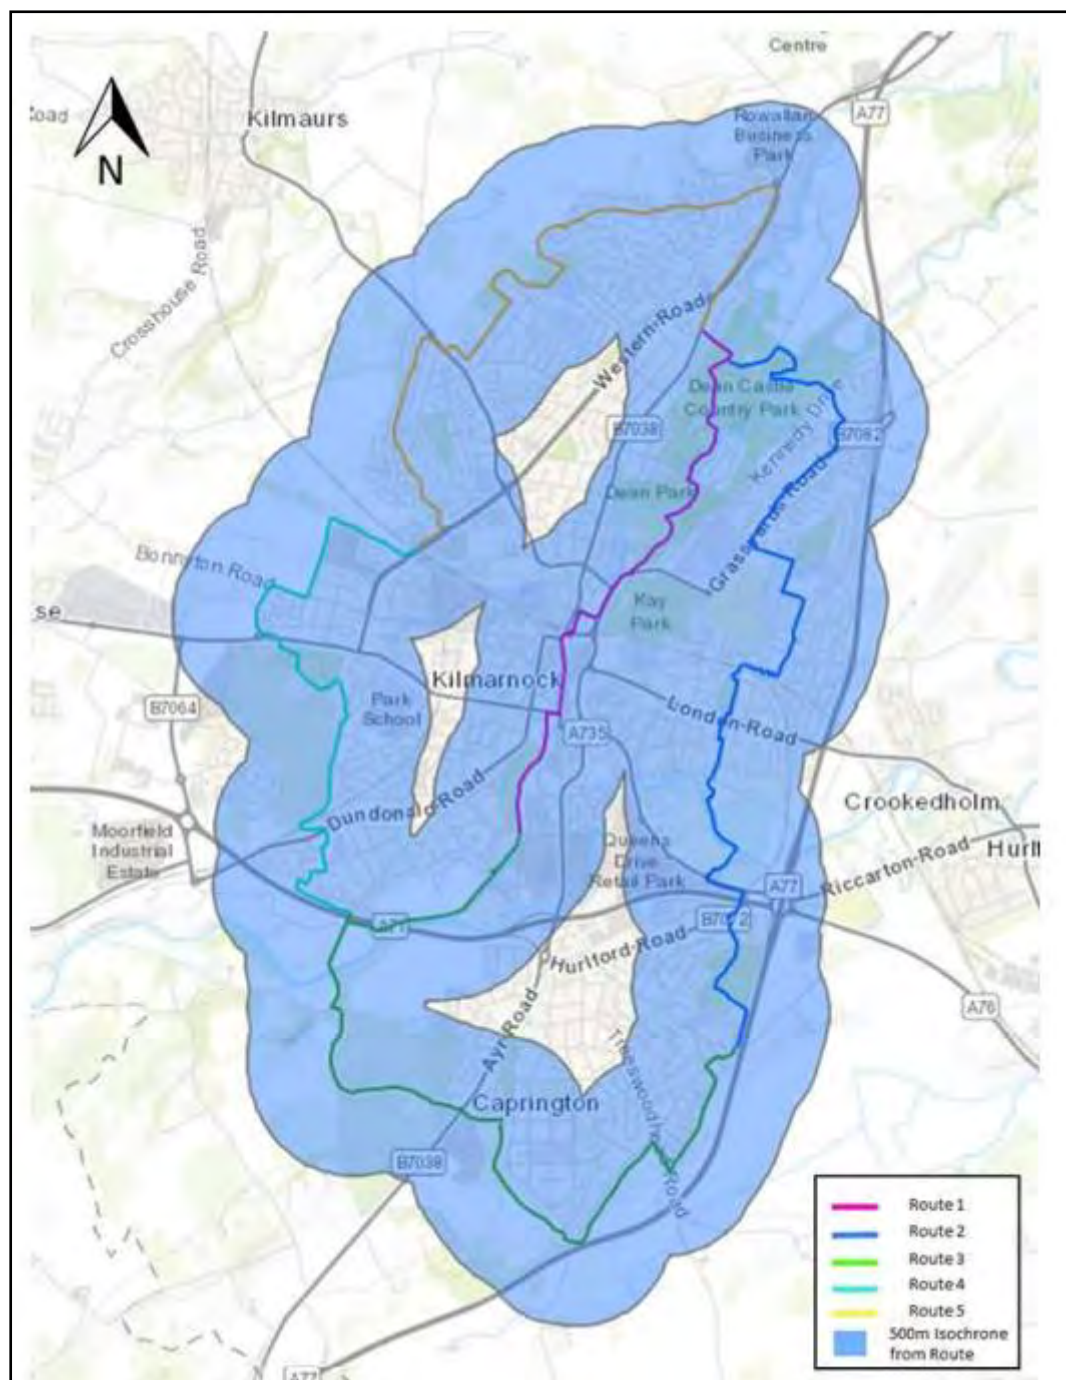 Centre
A77
Kilmaurs
Rowallan
Business
Park
N
Crosshouse Road
Western Road
Dean Castle
Country Park
B7038
Kennedy Drive
B7082
Dean Park
Grassyards Road
Bonnyton Road
Kay
Park
se
Kilmarnock
Park
School
B7064
London Road
A735
Crookedholm
Dundonald Road
Moorfield
Industrial
Estate
Queens
Drive
Retail Park
Hurlf
A77
Riccarton Road
A71
Hurlford Road
A76
Ayr Road
Treeswoodhead Road
Caprington
B7038
A77
Route 1
Route 2
Route 3
Route 4
Route 5
500m Isochrone
from Route